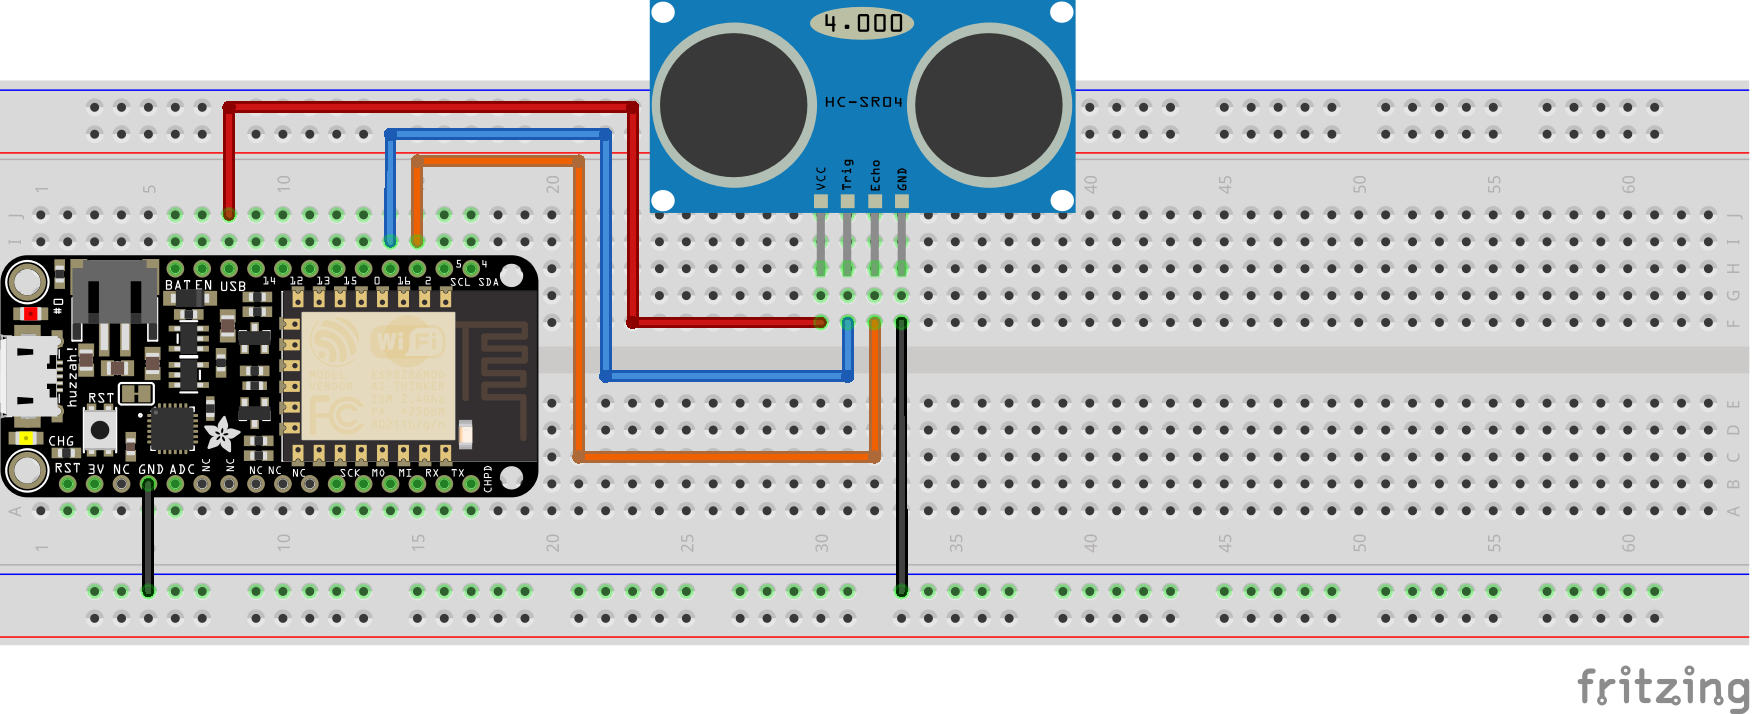 4.000
HC-SR04
VCC Trig Echo GND
1 5 10 15 20 40 45 50 55 60
J J
I I
H
G
F
BAT EN USB 14 12 13 15 0 16 2 5 4
SCL SDA
#0
huzzah!
WiFi
FC
RST
CHG
RST 3V NC GND ADC NC NC NC NC NC SCK MO MI RX TX CHPD
E
D
C
B
A A
1 10 15 20 25 30 35 40 45 50 55 60
fritzing